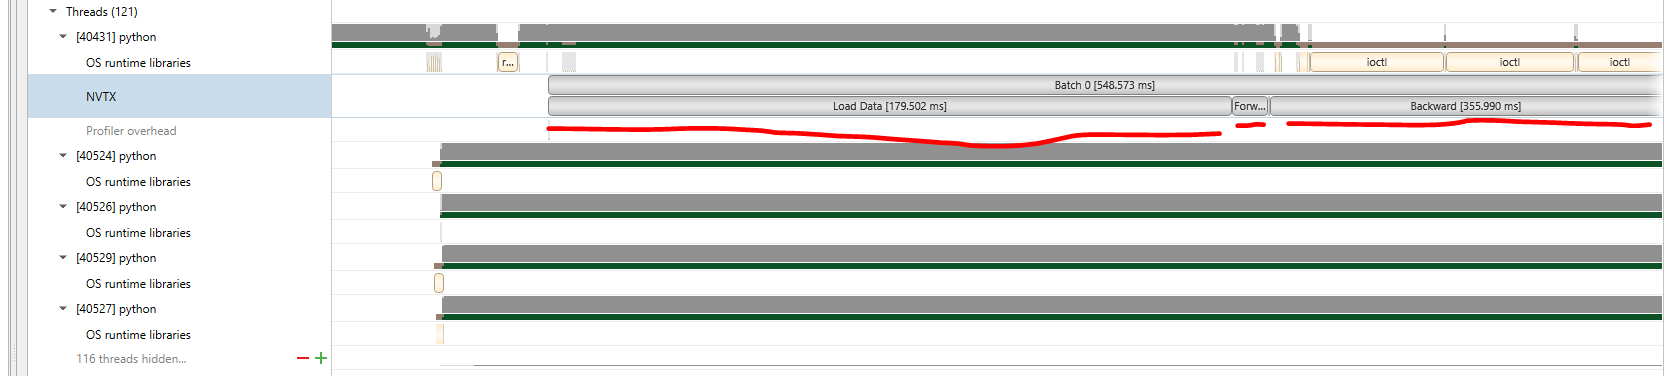 Threads (121)
[40431] python
OS runtime libraries
r...
ioctl
ioctl
ioctl
NVTX
Batch 0 [548.573 ms]
Load Data [179.502 ms]
Forw...
Backward [355.990 ms]
Profiler overhead
[40524] python
OS runtime libraries
[40526] python
OS runtime libraries
[40529] python
OS runtime libraries
[40527] python
OS runtime libraries
116 threads hidden...